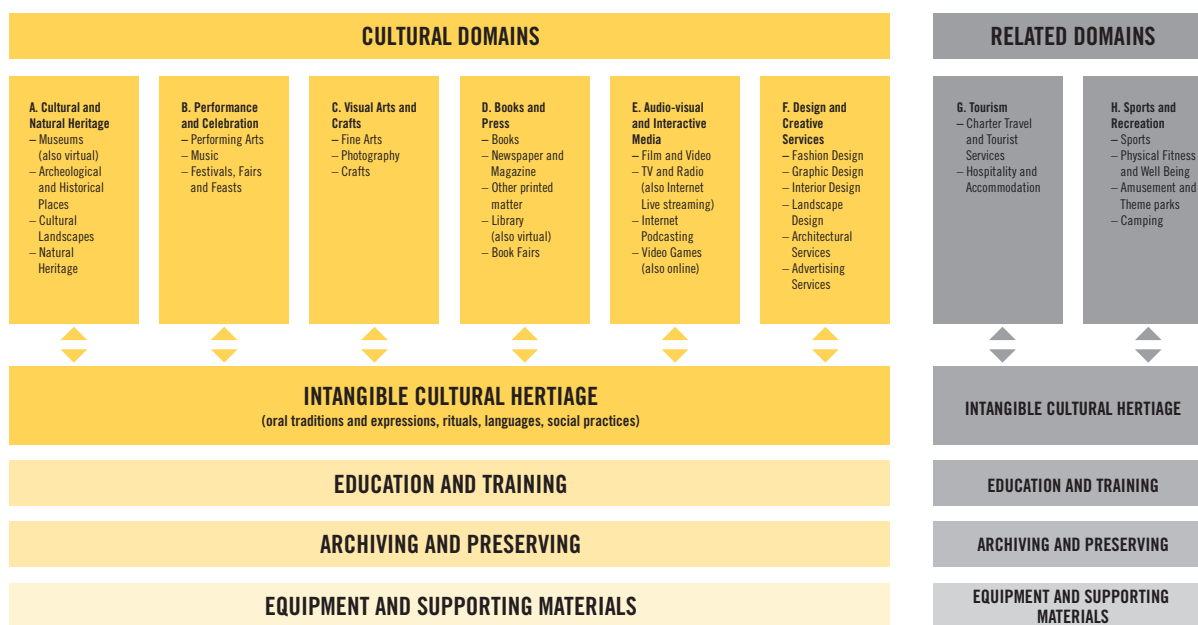 CULTURAL DOMAINS
RELATED DOMAINS
A. Cultural and
Natural Heritage
– Museums
(also virtual)
– Archeological
and Historical
Places
– Cultural
Landscapes
– Natural
Heritage
B. Performance
and Celebration
– Performing Arts
– Music
– Festivals, Fairs
and Feasts
C. Visual Arts and
Crafts
– Fine Arts
– Photography
– Crafts
D. Books and
Press
– Books
– Newspaper and
Magazine
– Other printed
matter
– Library
(also virtual)
– Book Fairs
E. Audio-visual
and Interactive
Media
– Film and Video
– TV and Radio
(also Internet
Live streaming)
– Internet
Podcasting
– Video Games
(also online)
F. Design and
Creative
Services
– Fashion Design
– Graphic Design
– Interior Design
– Landscape
Design
– Architectural
Services
– Advertising
Services
G. Tourism
– Charter Travel
and Tourist
Services
– Hospitality and
Accommodation
H. Sports and
Recreation
– Sports
– Physical Fitness
and Well Being
– Amusement and
Theme parks
– Camping
INTANGIBLE CULTURAL HERTIAGE
(oral traditions and expressions, rituals, languages, social practices)
INTANGIBLE CULTURAL HERTIAGE
EDUCATION AND TRAINING
EDUCATION AND TRAINING
ARCHIVING AND PRESERVING
ARCHIVING AND PRESERVING
EQUIPMENT AND SUPPORTING MATERIALS
EQUIPMENT AND SUPPORTING
MATERIALS